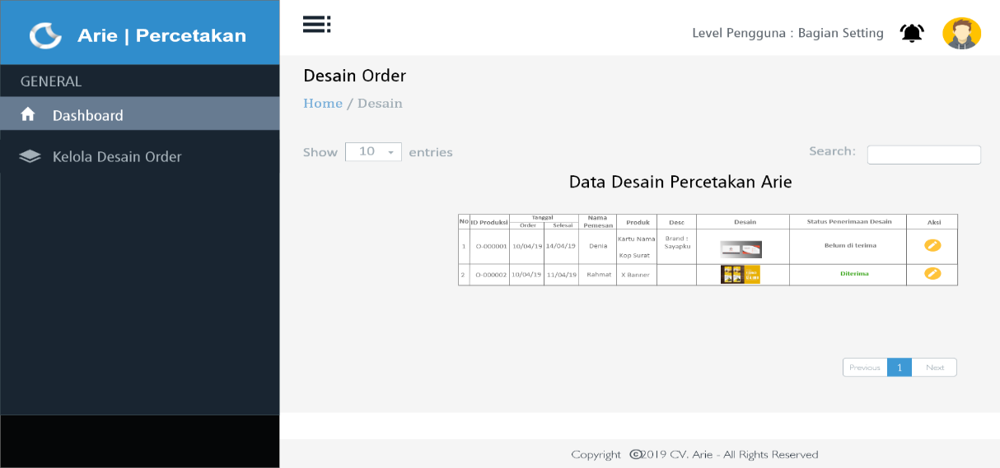 Arie | Percetakan
Level Pengguna : Bagian Setting
GENERAL
Dashboard
Kelola Desain Order
Desain Order
Home / Desain
Show 10 entries
Search:
Data Desain Percetakan Arie
No ID Produksi Tanggal Order Selesai Nama Pemesan Produk Desc Desain Status Penerimaan Desain Aksi
1 O-000001 10/04/19 14/04/19 Denia Kartu Nama Kop Surat Brand : Sayapku Belum di terima
2 O-000002 10/04/19 11/04/19 Rahmat X Banner Diterima
Previous 1 Next
Copyright ©2019 CV. Arie - All Rights Reserved